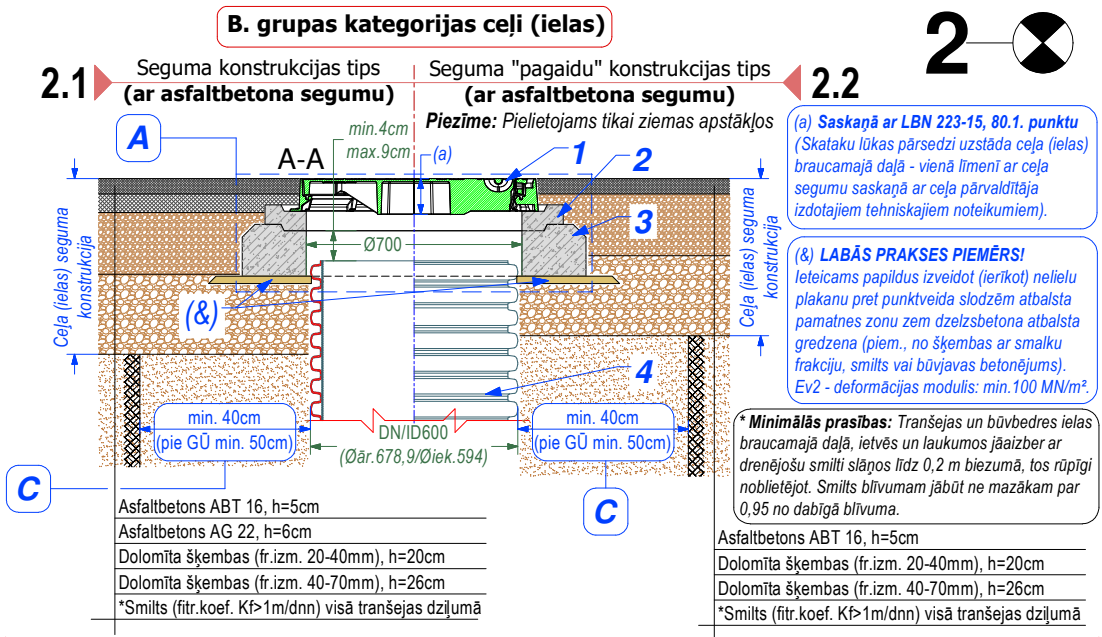 B. grupas kategorijas ceļi (ielas)
2
2.1
Seguma konstrukcijas tips
(ar asfaltbetona segumu)
Seguma "pagaidu" konstrukcijas tips
(ar asfaltbetona segumu)
2.2
Piezīme: Pielietojams tikai ziemas apstākļos
A
A-A
min.4cm
max.9cm
(a)
1
2
3
Ø700
(&)
4
Ceļa (ielas) seguma
konstrukcija
Ceļa (ielas) seguma
konstrukcija
min. 40cm
(pie GŪ min. 50cm)
DN/ID600
(Øār.678,9/Øiek.594)
min. 40cm
(pie GŪ min. 50cm)
C
C
(a) Saskaņā ar LBN 223-15, 80.1. punktu
(Skataku lūkas pārsedzi uzstāda ceļa (ielas)
braucamajā daļā - vienā līmenī ar ceļa
segumu saskaņā ar ceļa pārvaldītāja
izdotajiem tehniskajiem noteikumiem).
(&) LABĀS PRAKSES PIEMĒRS!
Ieteicams papildus izveidot (ierīkot) nelielu
plakanu pret punktveida slodzēm atbalsta
pamatnes zonu zem dzelzsbetona atbalsta
gredzena (piem., no šķembas ar smalku
frakciju, smilts vai būvjavas betonējums).
Ev2 - deformācijas modulis: min.100 MN/m².
* Minimālās prasības: Tranšejas un būvbedres ielas
braucamajā daļā, ietvēs un laukumos jāaizber ar
drenējošu smilti slāņos līdz 0,2 m biezumā, tos rūpīgi
noblietējot. Smilts blīvumam jābūt ne mazākam par
0,95 no dabīgā blīvuma.
Asfaltbetons ABT 16, h=5cm
Asfaltbetons AG 22, h=6cm
Dolomīta šķembas (fr.izm. 20-40mm), h=20cm
Dolomīta šķembas (fr.izm. 40-70mm), h=26cm
*Smilts (fitr.koef. Kf>1m/dnn) visā tranšejas dziļumā
Asfaltbetons ABT 16, h=5cm
Dolomīta šķembas (fr.izm. 20-40mm), h=20cm
Dolomīta šķembas (fr.izm. 40-70mm), h=26cm
*Smilts (fitr.koef. Kf>1m/dnn) visā tranšejas dziļumā